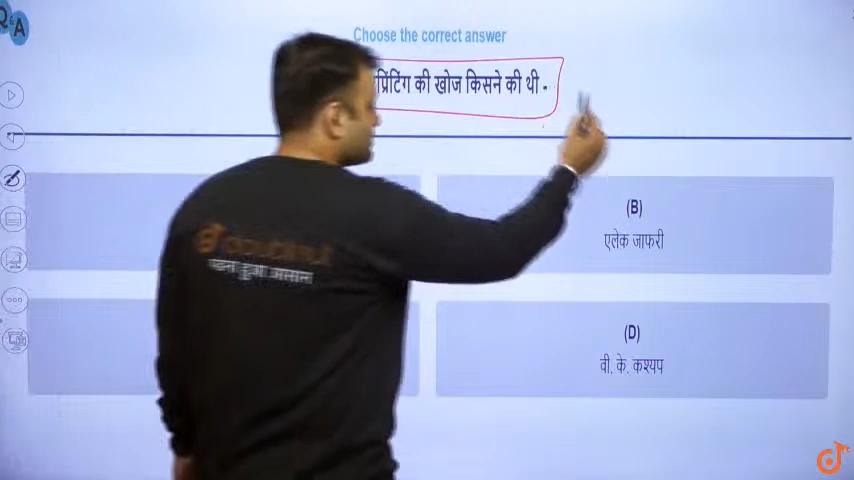 Q&A
Choose the correct answer
प्रिंटिंग की खोज किसने की थी -
(B)
एलेक जाफरी
(D)
वी. के. कश्यप